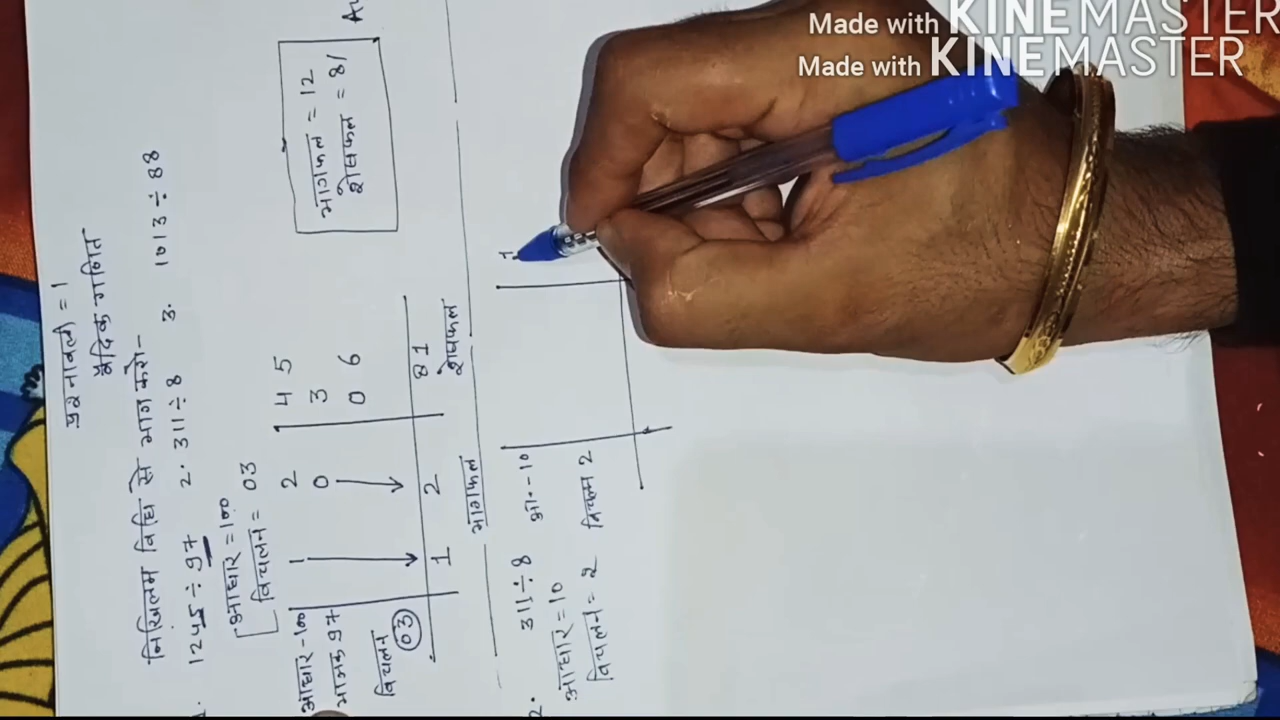 Made with KINEMASTER
Made with KINEMASTER
प्रश्नावली = 1
वैदिक गणित
निखिलम विधि से भाग करो-
1245 ÷ 97 2. 311 ÷ 8 3. 1013 ÷ 88
आधार = 100
विचलन = 03
आधार - 100 1 2 4 5
भाजक 97 0 3
विचलन 03 0 6
1 2 81
भागफल शेषफल
भागफल = 12
शेषफल = 81
2. 311 ÷ 8
आधार = 10
विचलन = 2
आ. - 10 1
विचलन 2